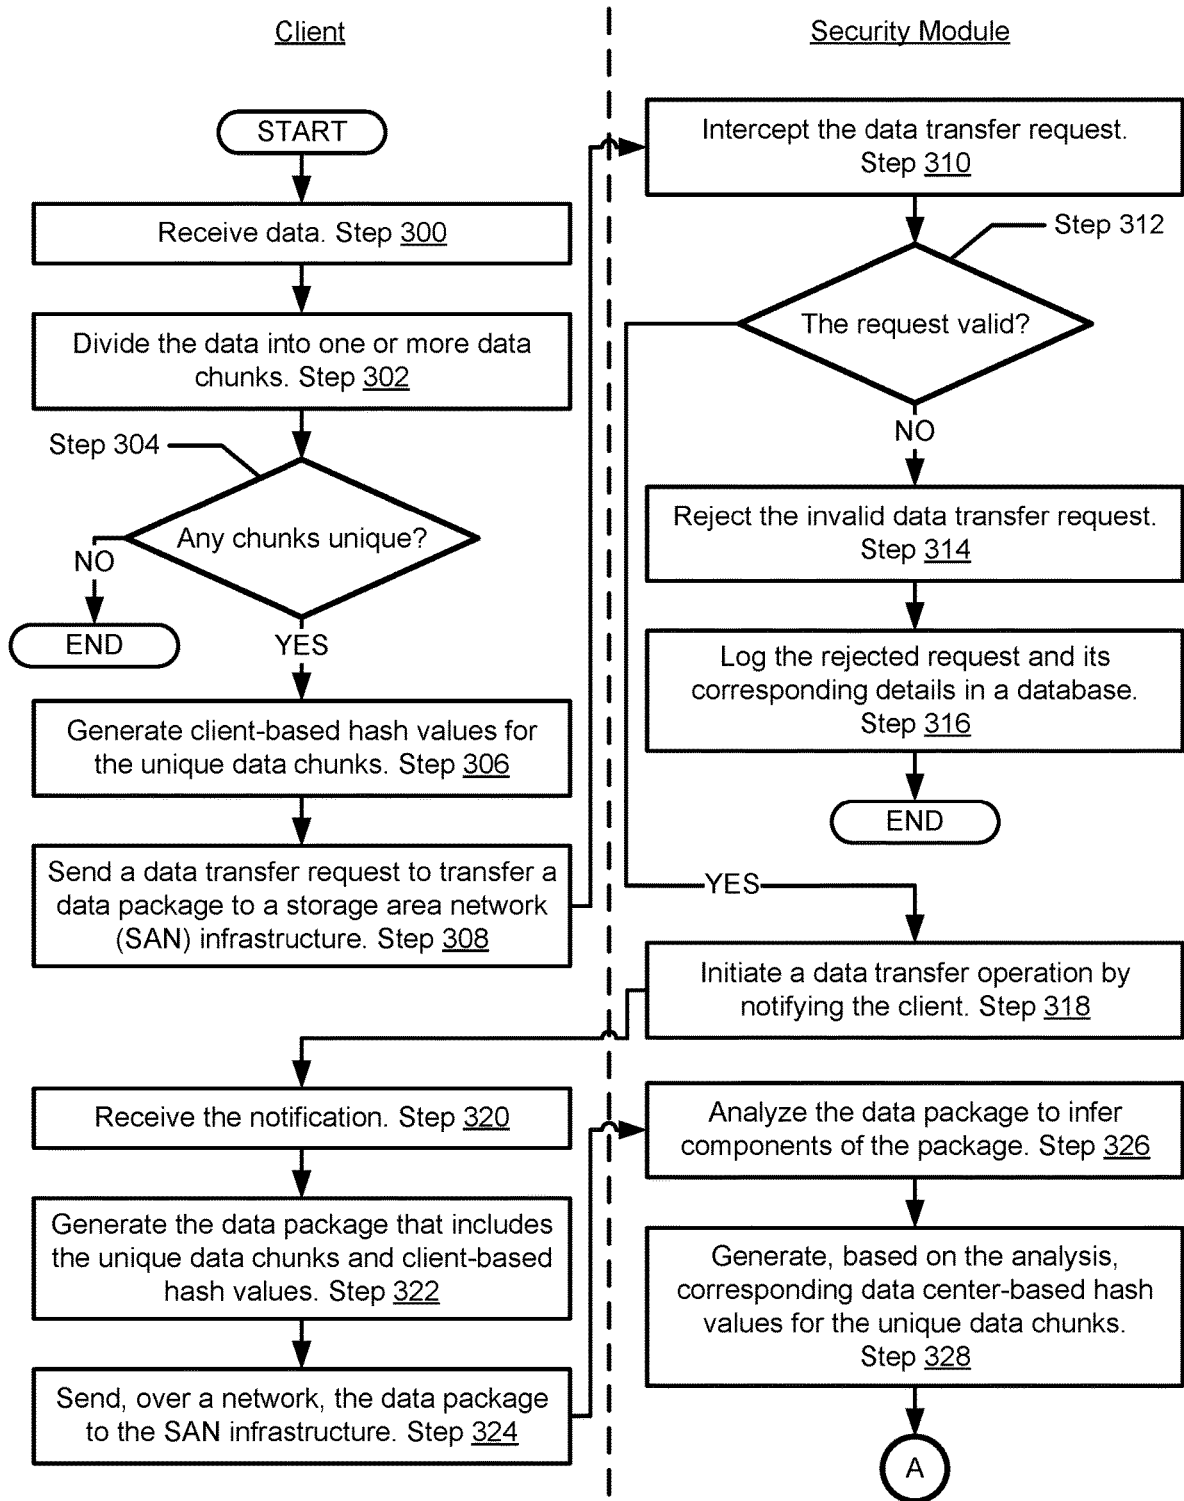 Client
START
Receive data. Step 300
Divide the data into one or more data
chunks. Step 302
Step 304
Any chunks unique?
NO
END
YES
Generate client-based hash values for
the unique data chunks. Step 306
Send a data transfer request to transfer a
data package to a storage area network
(SAN) infrastructure. Step 308
Security Module
Intercept the data transfer request.
Step 310
Step 312
The request valid?
NO
Reject the invalid data transfer request.
Step 314
Log the rejected request and its
corresponding details in a database.
Step 316
END
YES
Initiate a data transfer operation by
notifying the client. Step 318
Receive the notification. Step 320
Generate the data package that includes
the unique data chunks and client-based
hash values. Step 322
Send, over a network, the data package
to the SAN infrastructure. Step 324
Analyze the data package to infer
components of the package. Step 326
Generate, based on the analysis,
corresponding data center-based hash
values for the unique data chunks.
Step 328
A